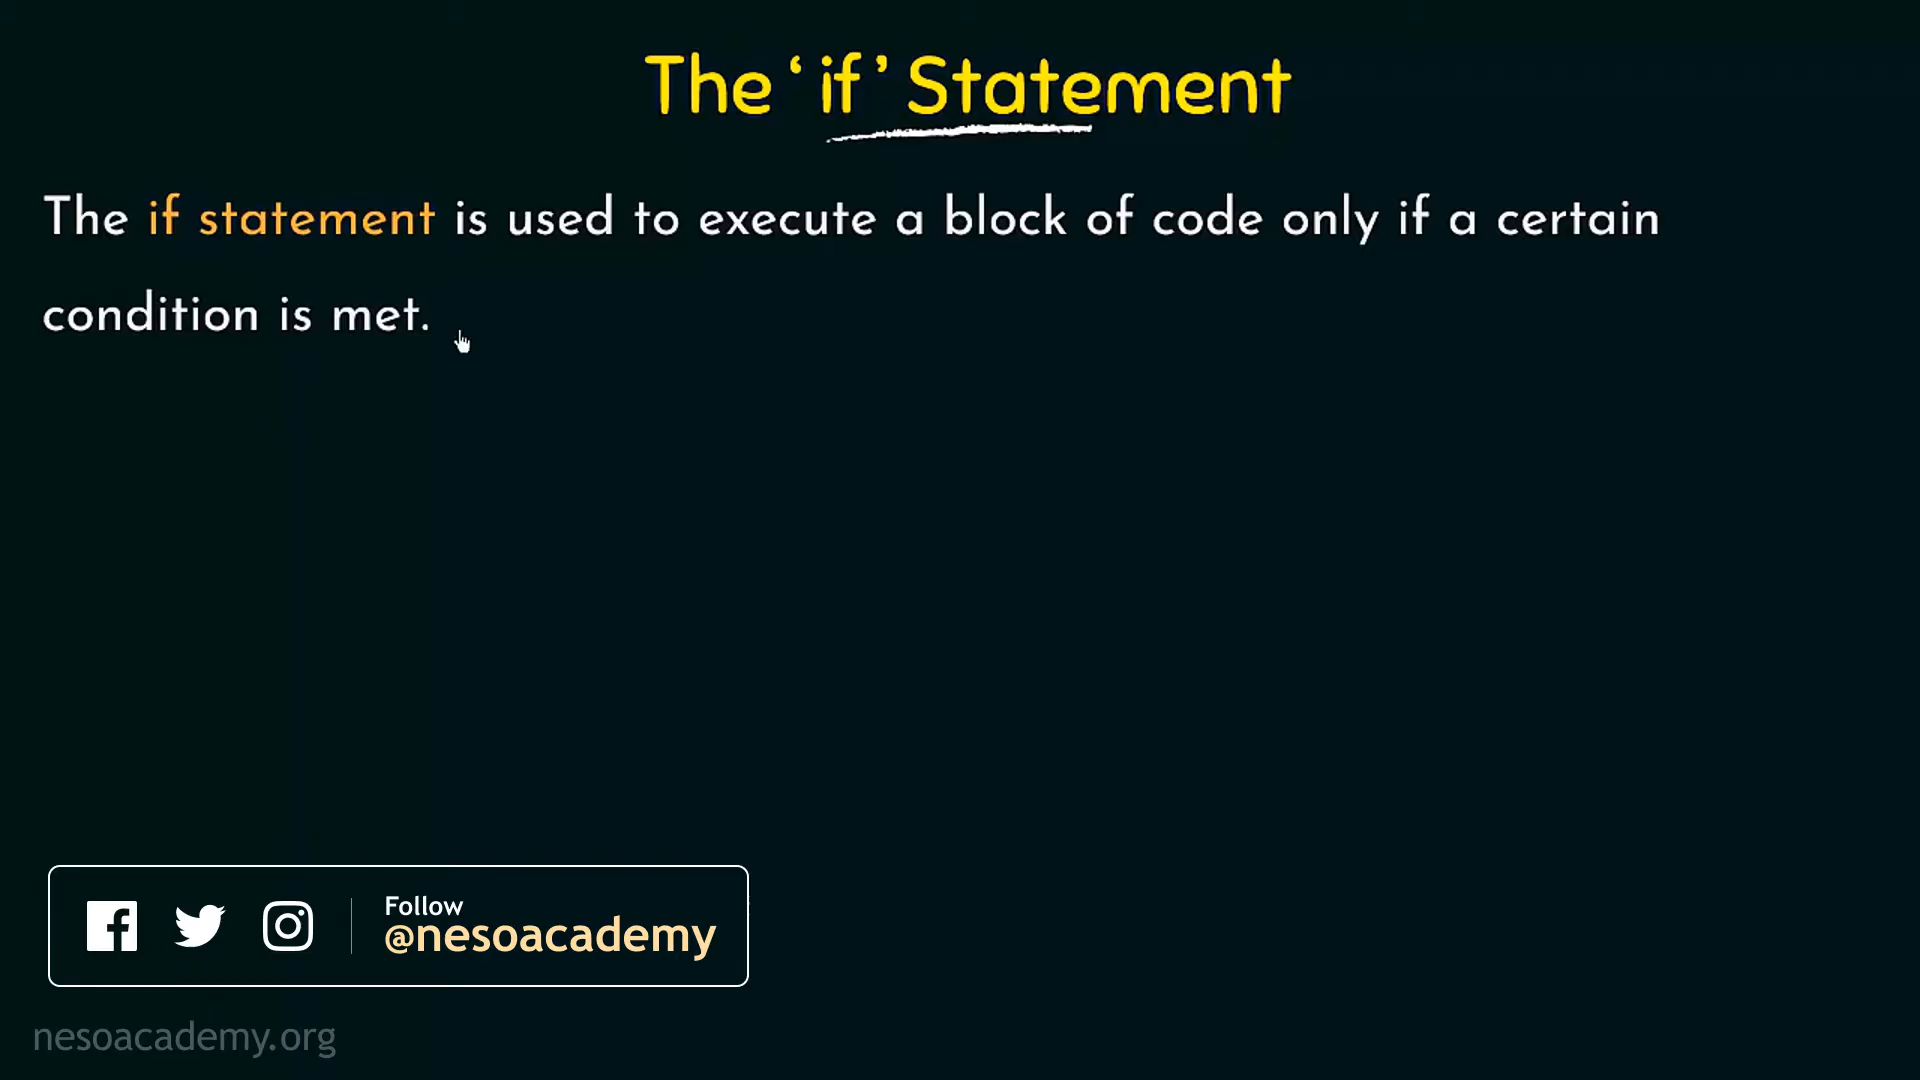 The ‘if’ Statement
The if statement is used to execute a block of code only if a certain
condition is met.
Follow
@nesoacademy
nesoacademy.org